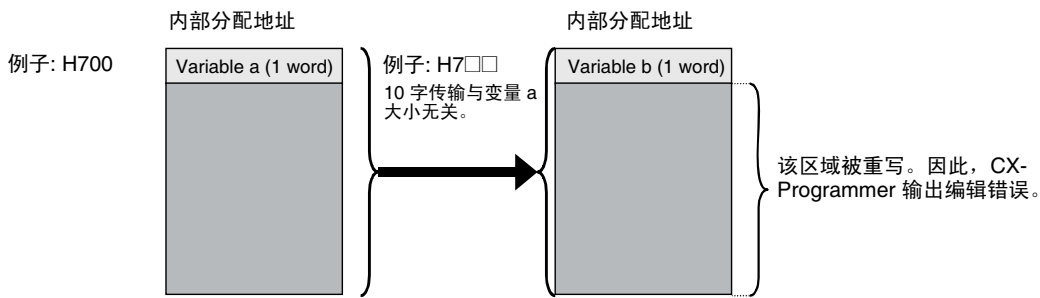 内部分配地址
内部分配地址
例子: H700
Variable a (1 word)
例子: H7□□
Variable b (1 word)
10 字传输与变量 a
大小无关。
该区域被重写。因此，CX-
Programmer 输出编辑错误。